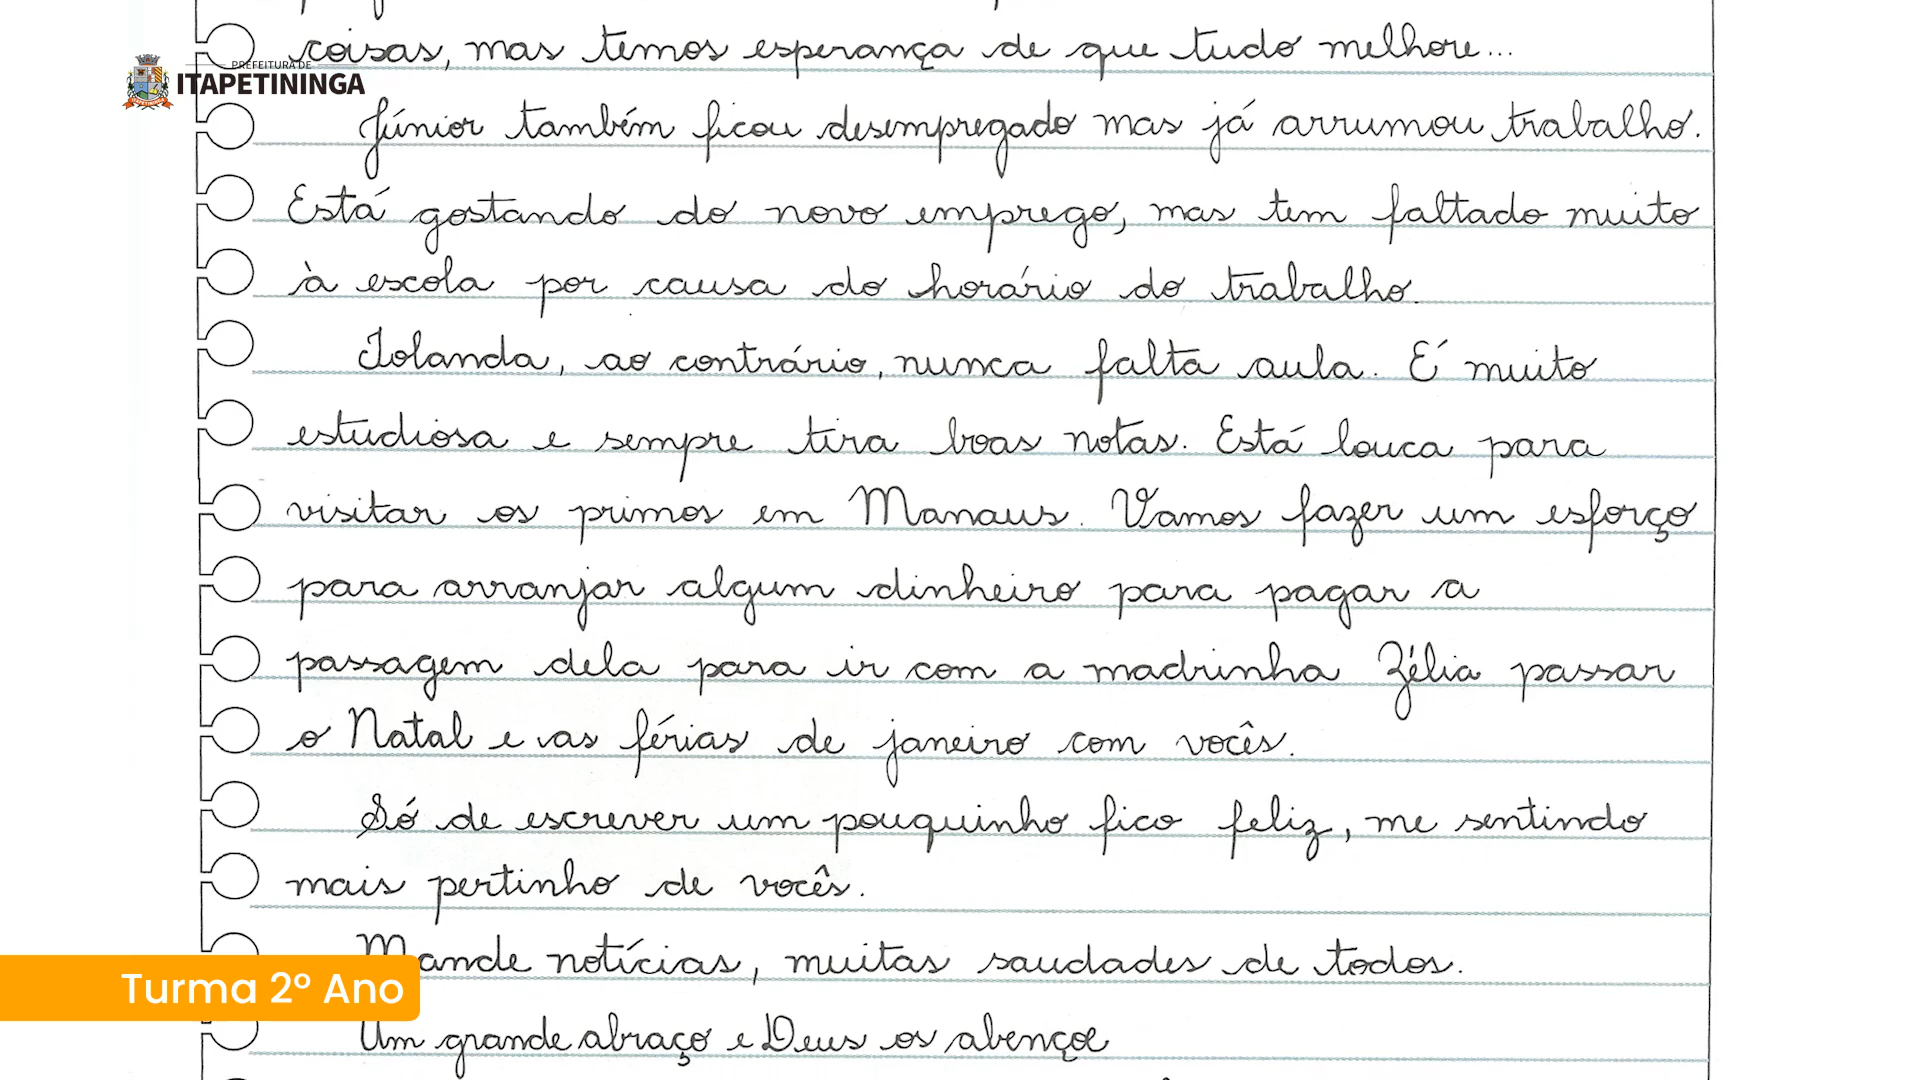 coisas, mas temos esperança de que tudo melhore...
PREFEITURA DE
ITAPETININGA
Júnior também ficou desempregado mas já arrumou trabalho.
Está gostando do novo emprego, mas tem faltado muito
à escola por causa do horário do trabalho.
Iolanda, ao contrário, nunca falta aula. É muito
estudiosa e sempre tira boas notas. Está louca para
visitar os primos em Manaus. Vamos fazer um esforço
para arranjar algum dinheiro para pagar a
passagem dela para ir com a madrinha Zélia passar
o Natal e as férias de janeiro com vocês.
Só de escrever um pouquinho fico feliz, me sentindo
mais pertinho de vocês.
Mande notícias, muitas saudades de todos.
Turma 2º Ano
Um grande abraço e Deus os abençoe